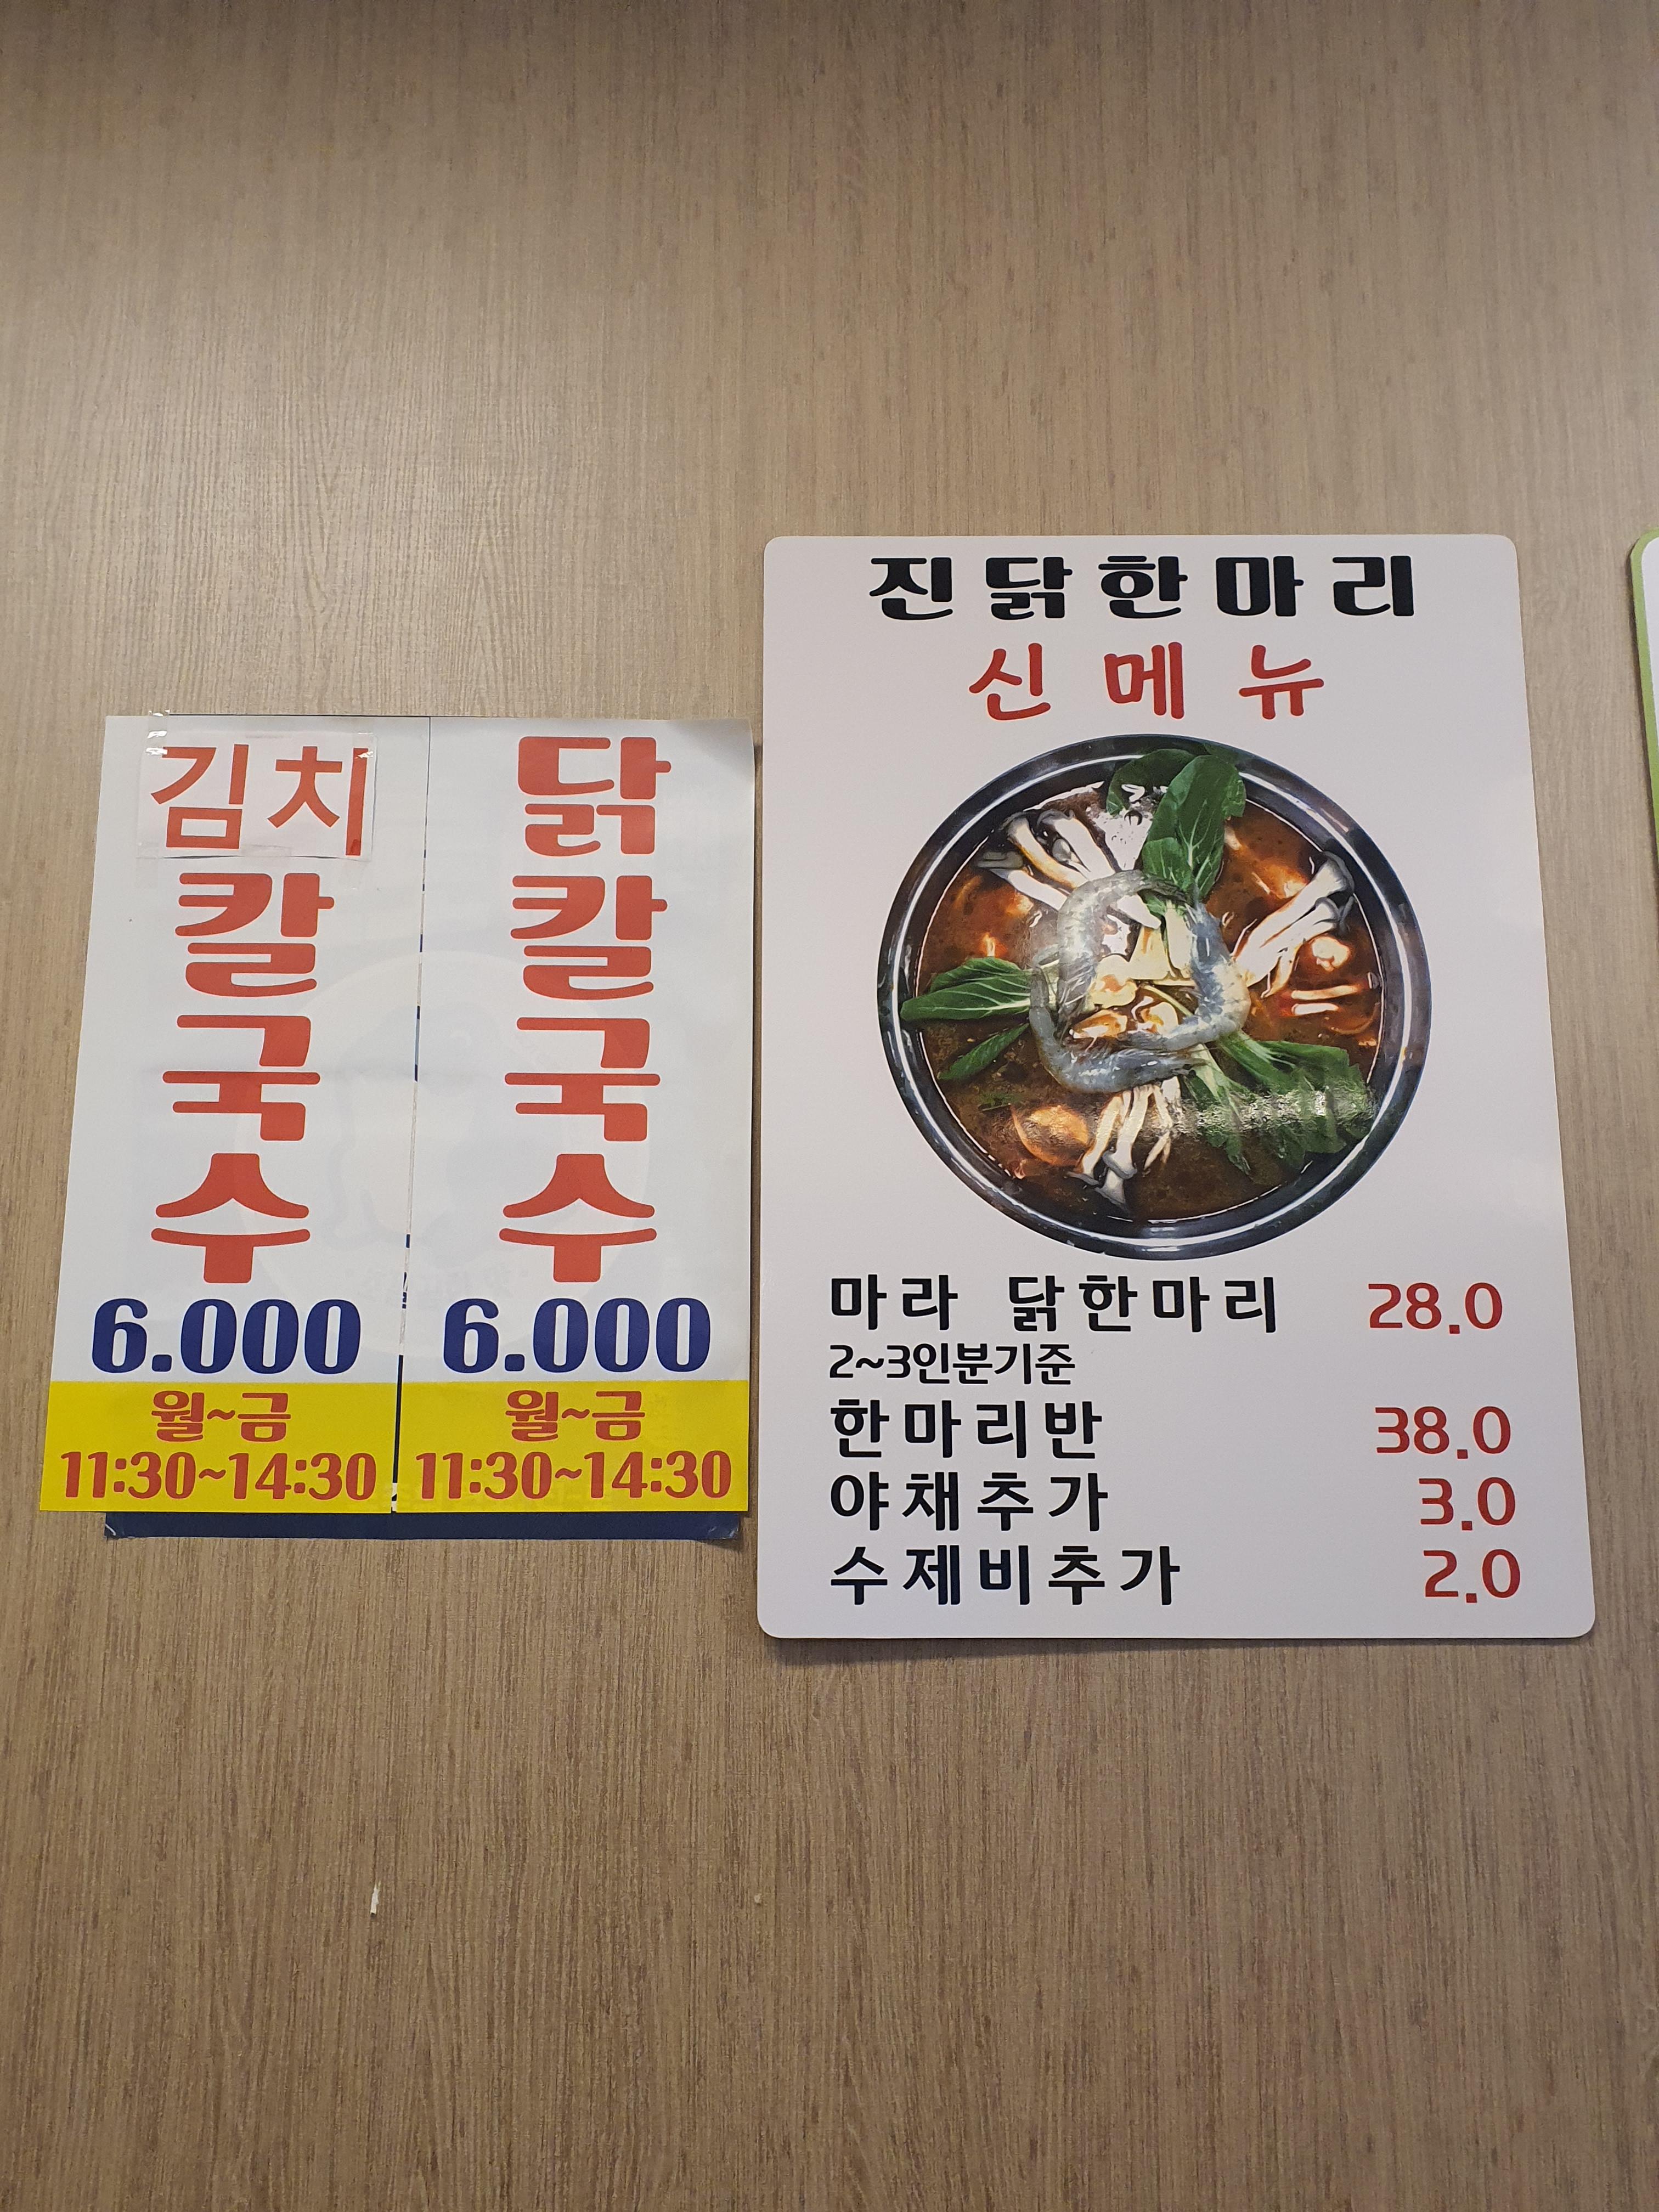 김치
칼
국
수
6.000
월~금
11:30~14:30
닭
칼
국
수
6.000
월~금
11:30~14:30
진닭한마리
신메뉴
마라 닭한마리 28.0
2~3인분기준
한마리반 38.0
야채추가 3.0
수제비추가 2.0